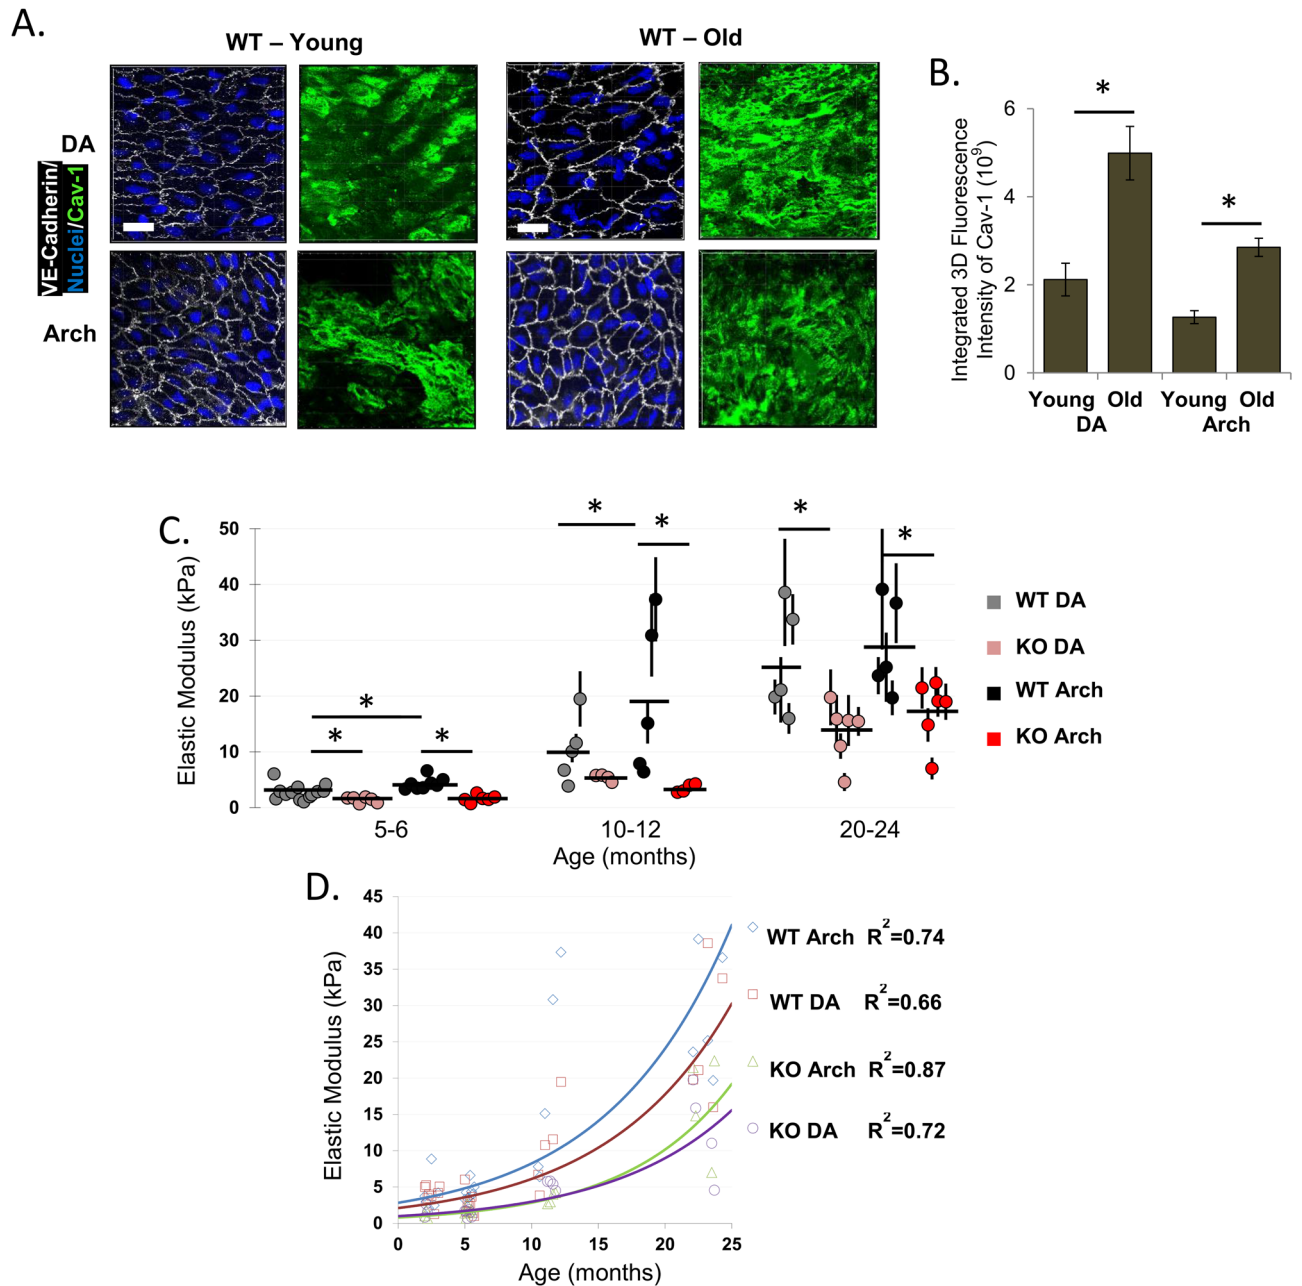 A.
WT – Young
WT – Old
DA
Arch
VE-Cadherin/
Nuclei/Cav-1
B.
Integrated 3D Fluorescence
Intensity of Cav-1 (10⁹)
6
4
2
0
*
*
Young Old Young Old
DA Arch
C.
Elastic Modulus (kPa)
50
40
30
20
10
0
*
*
*
*
*
*
*
5-6 10-12 20-24
Age (months)
WT DA
KO DA
WT Arch
KO Arch
D.
Elastic Modulus (kPa)
45
40
35
30
25
20
15
10
5
0
0 5 10 15 20 25
Age (months)
WT Arch R²=0.74
WT DA R²=0.66
KO Arch R²=0.87
KO DA R²=0.72